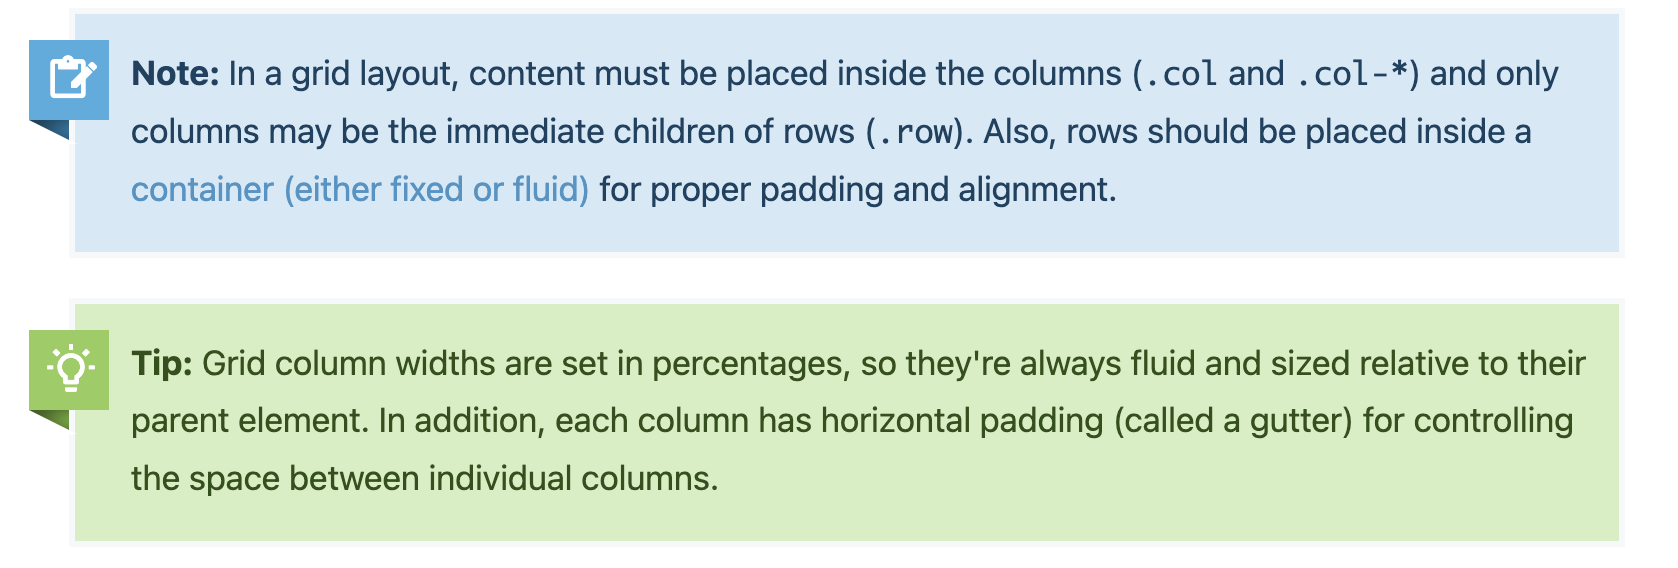 Note: In a grid layout, content must be placed inside the columns (.col and .col-*) and only
columns may be the immediate children of rows (.row). Also, rows should be placed inside a
container (either fixed or fluid) for proper padding and alignment.
Tip: Grid column widths are set in percentages, so they're always fluid and sized relative to their
parent element. In addition, each column has horizontal padding (called a gutter) for controlling
the space between individual columns.